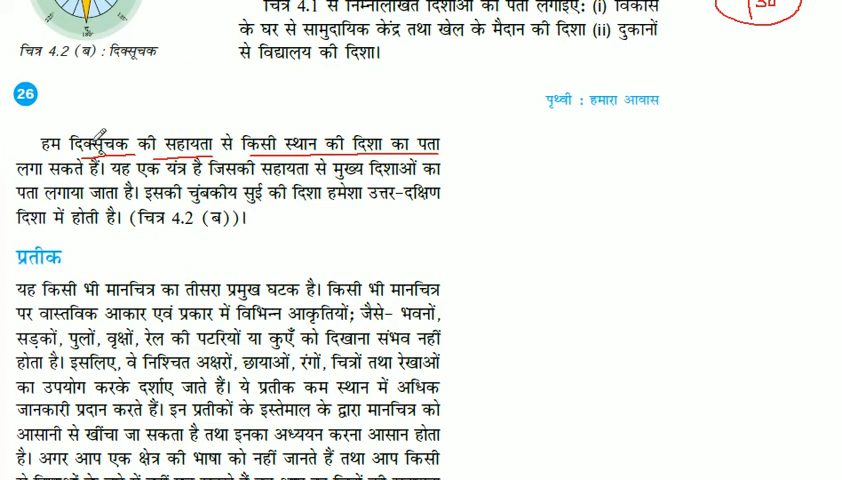 चित्र 4.1 से निम्नलिखित दिशाओं का पता लगाइए: (i) विकास
के घर से सामुदायिक केंद्र तथा खेल के मैदान की दिशा (ii) दुकानों
से विद्यालय की दिशा।
चित्र 4.2 (ब) : दिक्सूचक
26
पृथ्वी : हमारा आवास
हम दिक्सूचक की सहायता से किसी स्थान की दिशा का पता
लगा सकते हैं। यह एक यंत्र है जिसकी सहायता से मुख्य दिशाओं का
पता लगाया जाता है। इसकी चुंबकीय सुई की दिशा हमेशा उत्तर-दक्षिण
दिशा में होती है। (चित्र 4.2 (ब))।
प्रतीक
यह किसी भी मानचित्र का तीसरा प्रमुख घटक है। किसी भी मानचित्र
पर वास्तविक आकार एवं प्रकार में विभिन्न आकृतियों; जैसे- भवनों,
सड़कों, पुलों, वृक्षों, रेल की पटरियों या कुएँ को दिखाना संभव नहीं
होता है। इसलिए, वे निश्चित अक्षरों, छायाओं, रंगों, चित्रों तथा रेखाओं
का उपयोग करके दर्शाए जाते हैं। ये प्रतीक कम स्थान में अधिक
जानकारी प्रदान करते हैं। इन प्रतीकों के इस्तेमाल के द्वारा मानचित्र को
आसानी से खींचा जा सकता है तथा इनका अध्ययन करना आसान होता
है। अगर आप एक क्षेत्र की भाषा को नहीं जानते हैं तथा आप किसी